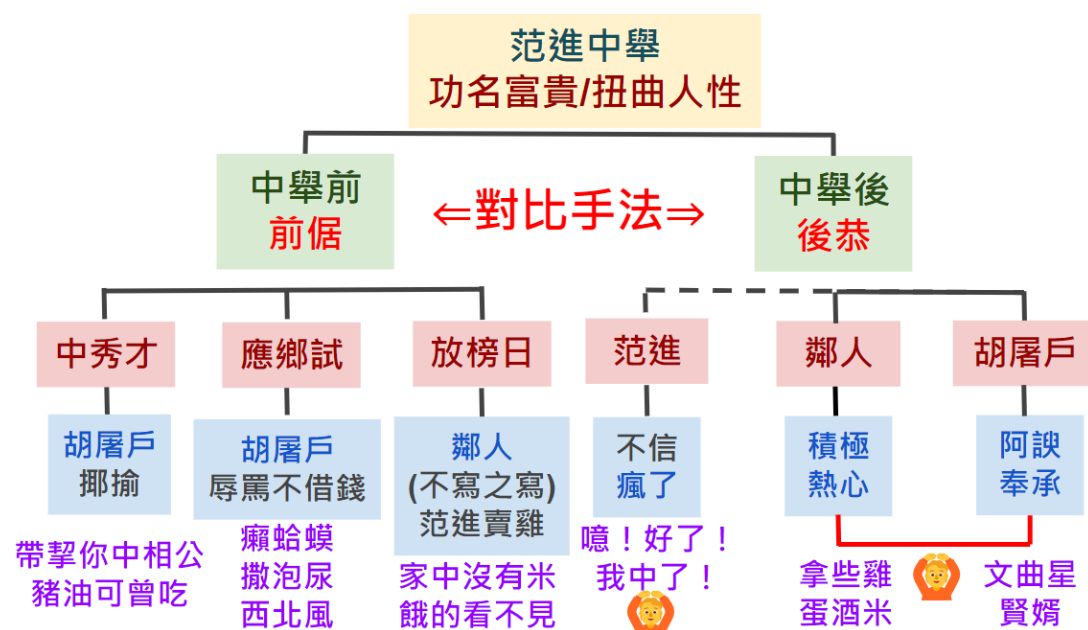 范進中舉
功名富貴/扭曲人性
中舉前
前倨
⇐對比手法⇒
中舉後
後恭
中秀才
應鄉試
放榜日
范進
鄰人
胡屠戶
胡屠戶
揶揄
胡屠戶
辱罵不借錢
鄰人
(不寫之寫)
范進賣雞
不信
瘋了
積極
熱心
阿諛
奉承
帶挈你中相公
豬油可曾吃
癩蛤蟆
撒泡尿
西北風
家中沒有米
餓的看不見
噫！好了！
我中了！
拿些雞
蛋酒米
文曲星
賢婿